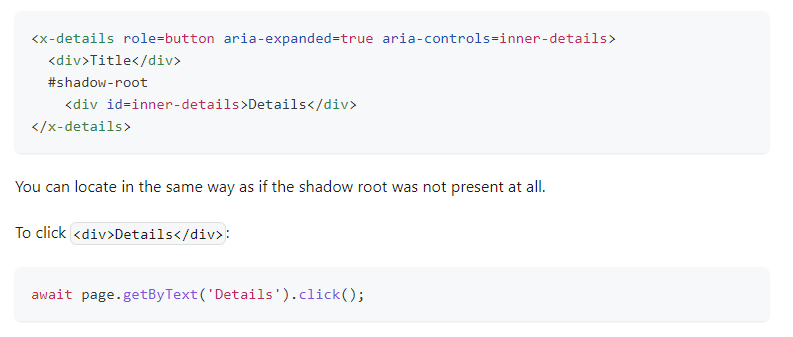 <x-details role=button aria-expanded=true aria-controls=inner-details>
  <div>Title</div>
  #shadow-root
    <div id=inner-details>Details</div>
</x-details>
You can locate in the same way as if the shadow root was not present at all.
To click <div>Details</div>:
await page.getByText('Details').click();